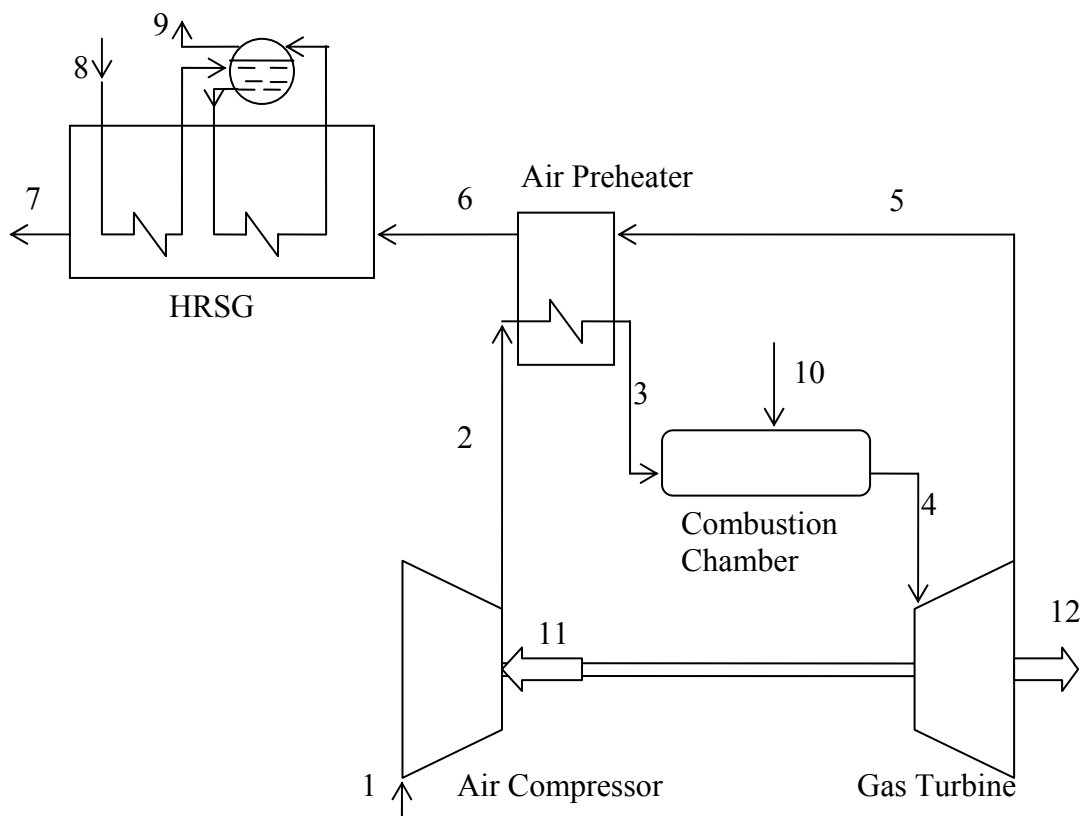 9
8
Air Preheater
7
6
5
HRSG
3
10
2
4
Combustion
Chamber
11
12
1
Air Compressor
Gas Turbine